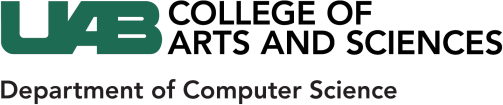 UAB COLLEGE OF
ARTS AND SCIENCES
Department of Computer Science